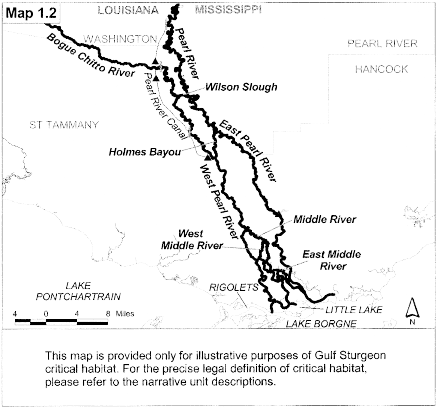 Map 1.2
LOUISIANA
MISSISSIPPI
WASHINGTON
Pearl River
Bogue Chitto River
PEARL RIVER
HANCOCK
Wilson Slough
Pearl River Canal
ST TAMMANY
East Pearl River
Holmes Bayou
West Pearl River
Middle River
West
Middle River
East Middle
River
LAKE
PONTCHARTRAIN
RIGOLETS
LITTLE LAKE
LAKE BORGNE
4 0 4 8 Miles
N
This map is provided only for illustrative purposes of Gulf Sturgeon
critical habitat. For the precise legal definition of critical habitat,
please refer to the narrative unit descriptions.